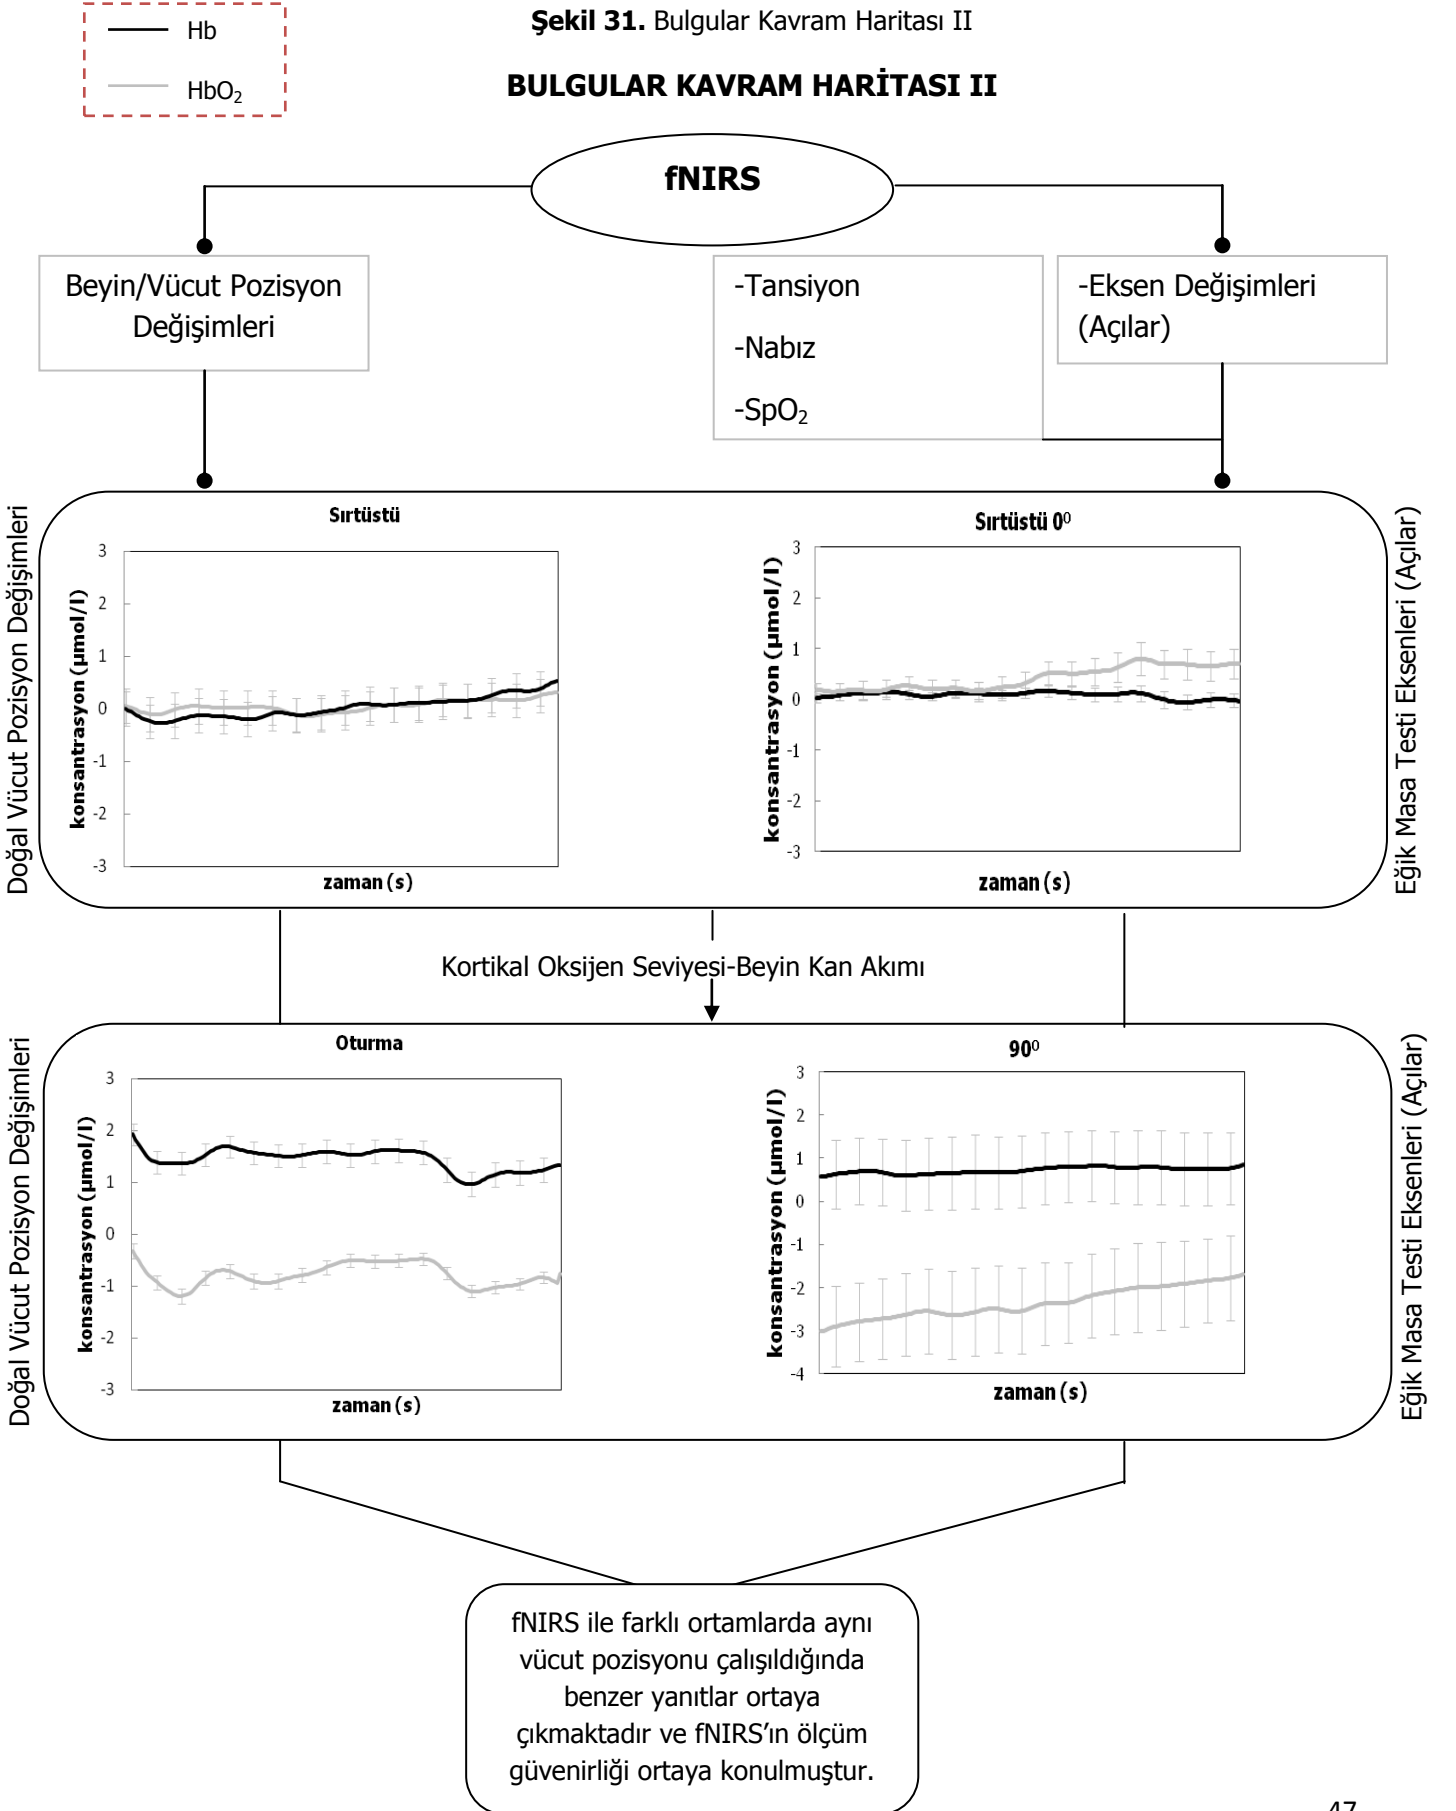 Hb
HbO₂
Şekil 31. Bulgular Kavram Haritası II
BULGULAR KAVRAM HARİTASI II
fNIRS
Beyin/Vücut Pozisyon
Değişimleri
-Tansiyon
-Nabız
-SpO₂
-Eksen Değişimleri
(Açılar)
Doğal Vücut Pozisyon Değişimleri
Sırtüstü
konsantrasyon (µmol/l)
3
2
1
0
-1
-2
-3
zaman (s)
Sırtüstü 0⁰
konsantrasyon (µmol/l)
3
2
1
0
-1
-2
-3
zaman (s)
Eğik Masa Testi Eksenleri (Açılar)
Kortikal Oksijen Seviyesi-Beyin Kan Akımı
Doğal Vücut Pozisyon Değişimleri
Oturma
konsantrasyon (µmol/l)
3
2
1
0
-1
-2
-3
zaman (s)
90⁰
konsantrasyon (µmol/l)
3
2
1
0
-1
-2
-3
-4
zaman (s)
Eğik Masa Testi Eksenleri (Açılar)
fNIRS ile farklı ortamlarda aynı
vücut pozisyonu çalışıldığında
benzer yanıtlar ortaya
çıkmaktadır ve fNIRS’ın ölçüm
güvenirliği ortaya konulmuştur.
47